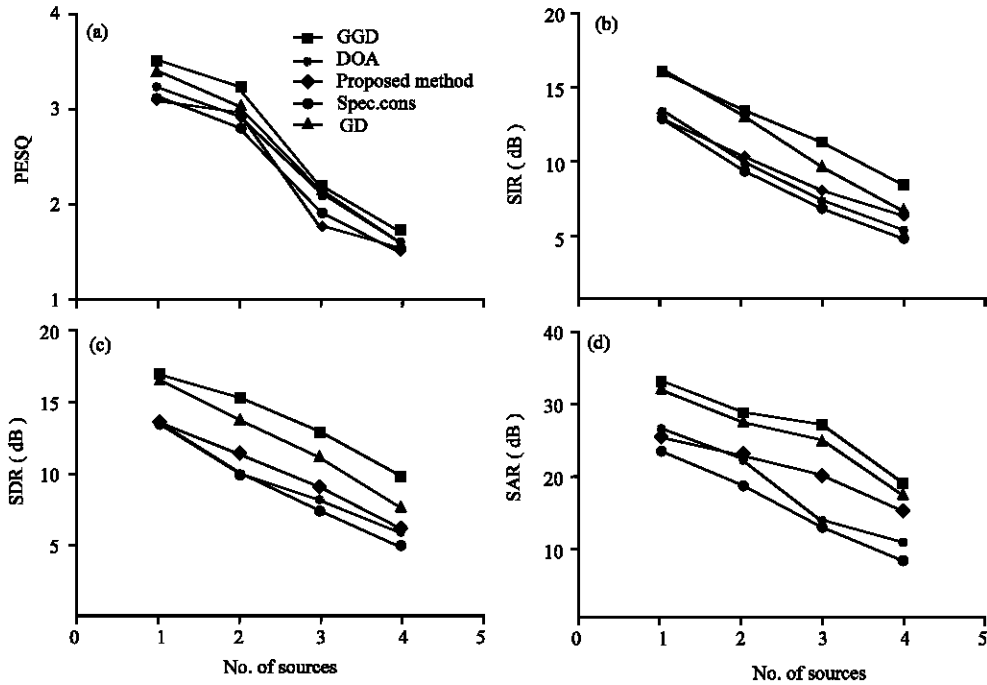 (a)
4
3
2
1
PESQ
GGD
DOA
Proposed method
Spec.cons
GD
(b)
20
15
10
5
SIR ( dB )
(c)
20
15
10
5
0
1
2
3
4
5
SDR ( dB )
No. of sources
(d)
40
30
20
10
0
1
2
3
4
5
SAR ( dB )
No. of sources